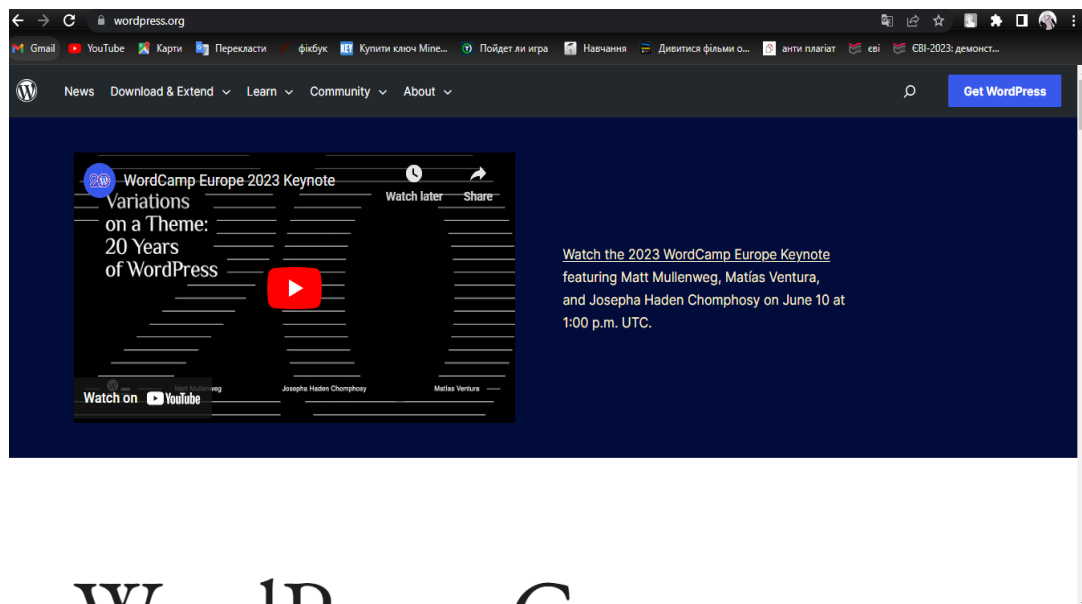 wordpress.org
Gmail YouTube Карти Перекласти фікбук Купити ключ Mine... Пойдет ли игра Навчання Дивитися фільми о... анти плагіат єві ЄВІ-2023: демонст...
News Download & Extend Learn Community About Get WordPress
WordCamp Europe 2023 Keynote
Watch later Share
Variations
on a Theme:
20 Years
of WordPress
Matt Mullenweg Josepha Haden Chomphosy Matías Ventura
Watch on YouTube
Watch the 2023 WordCamp Europe Keynote
featuring Matt Mullenweg, Matías Ventura,
and Josepha Haden Chomphosy on June 10 at
1:00 p.m. UTC.